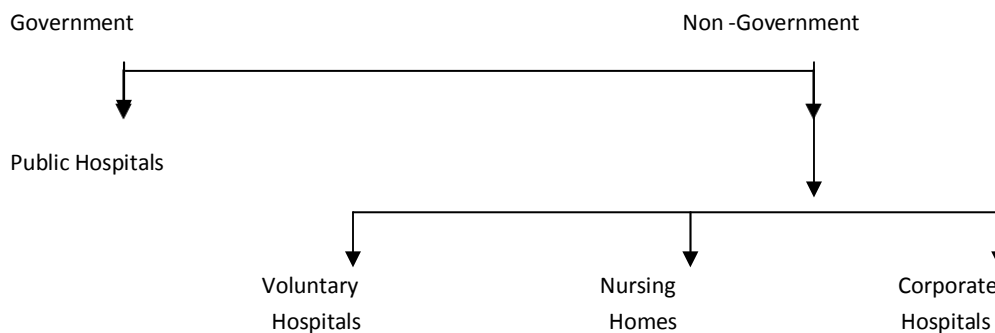 Government Non -Government
Public Hospitals
Voluntary Nursing Corporate
Hospitals Homes Hospitals